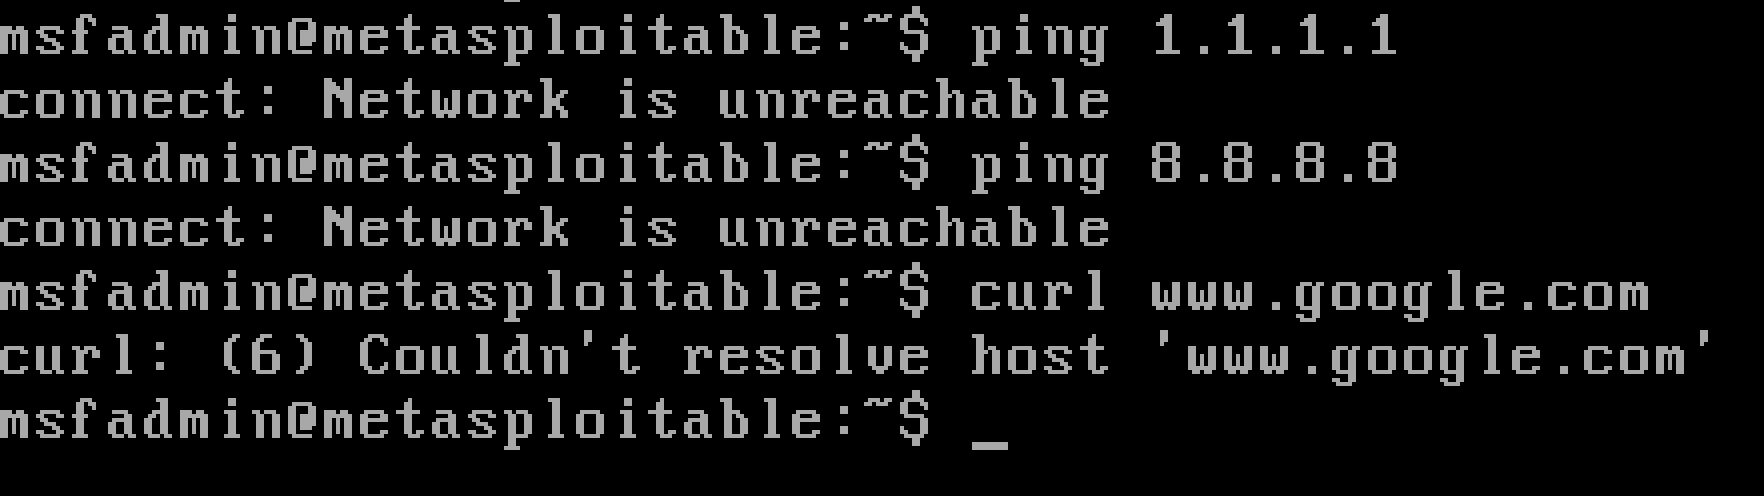 msfadmin@metasploitable:~$ ping 1.1.1.1
connect: Network is unreachable
msfadmin@metasploitable:~$ ping 8.8.8.8
connect: Network is unreachable
msfadmin@metasploitable:~$ curl www.google.com
curl: (6) Couldn't resolve host 'www.google.com'
msfadmin@metasploitable:~$ _